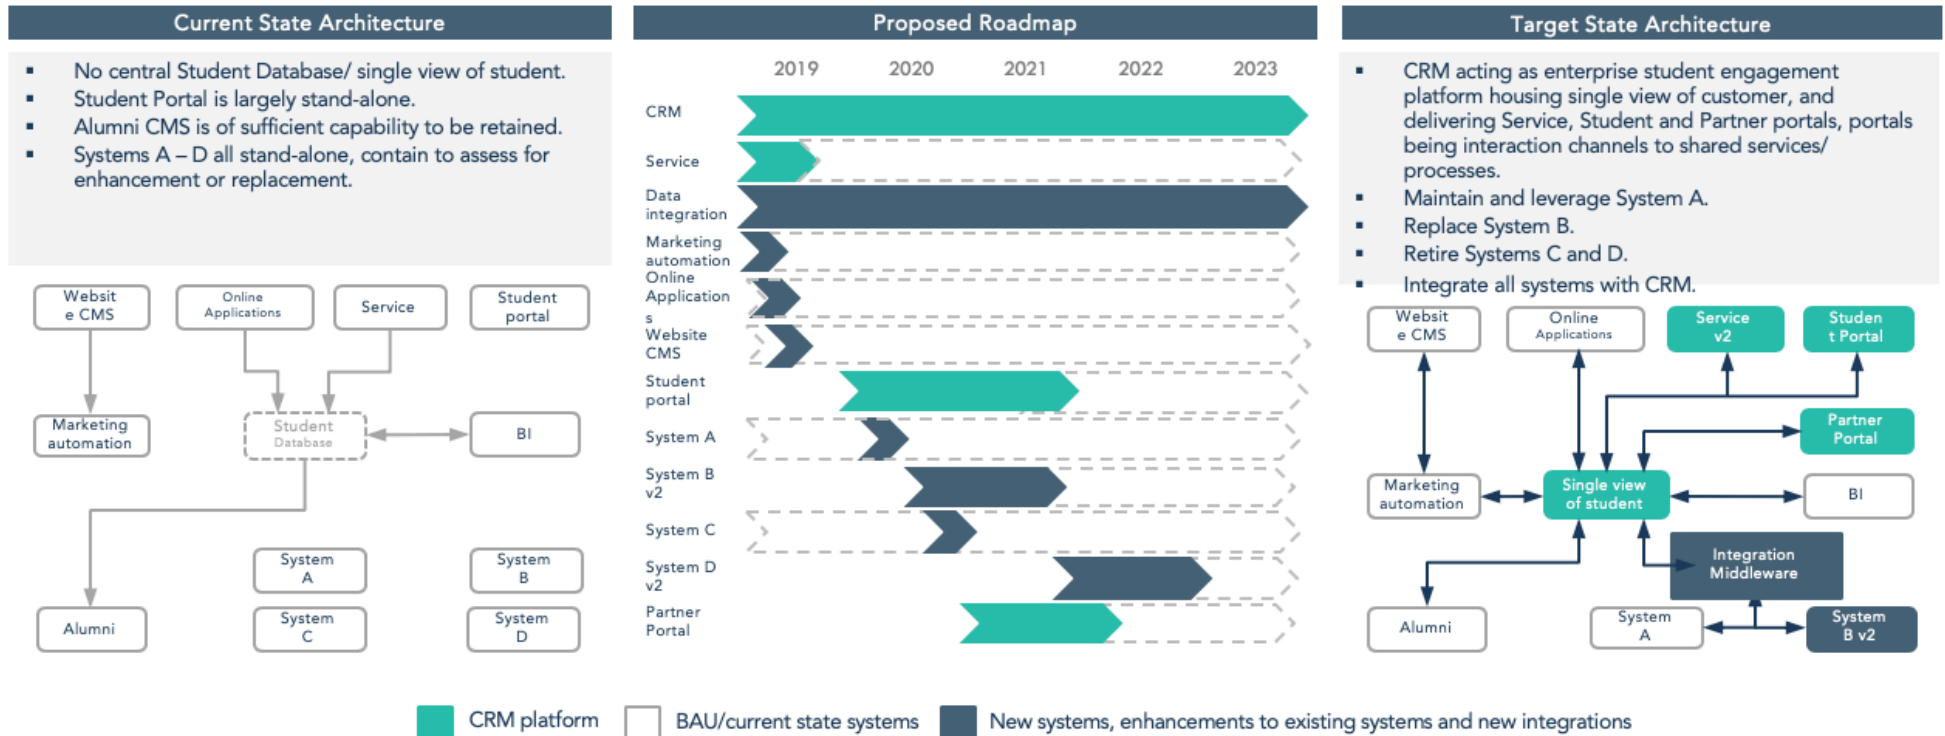 Current State Architecture
▪ No central Student Database/ single view of student.
▪ Student Portal is largely stand-alone.
▪ Alumni CMS is of sufficient capability to be retained.
▪ Systems A – D all stand-alone, contain to assess for
enhancement or replacement.
Websit
e CMS
Online
Applications
Service
Student
portal
Marketing
automation
Student
Database
BI
System
A
System
B
Alumni
System
C
System
D
Proposed Roadmap
2019 2020 2021 2022 2023
CRM
Service
Data
integration
Marketing
automation
Online
Application
s
Website
CMS
Student
portal
System A
System B
v2
System C
System D
v2
Partner
Portal
Target State Architecture
▪ CRM acting as enterprise student engagement
platform housing single view of customer, and
delivering Service, Student and Partner portals, portals
being interaction channels to shared services/
processes.
▪ Maintain and leverage System A.
▪ Replace System B.
▪ Retire Systems C and D.
▪ Integrate all systems with CRM.
Websit
e CMS
Online
Applications
Service
v2
Studen
t Portal
Partner
Portal
Marketing
automation
Single view
of student
BI
Integration
Middleware
Alumni
System
A
System
B v2
CRM platform
BAU/current state systems
New systems, enhancements to existing systems and new integrations